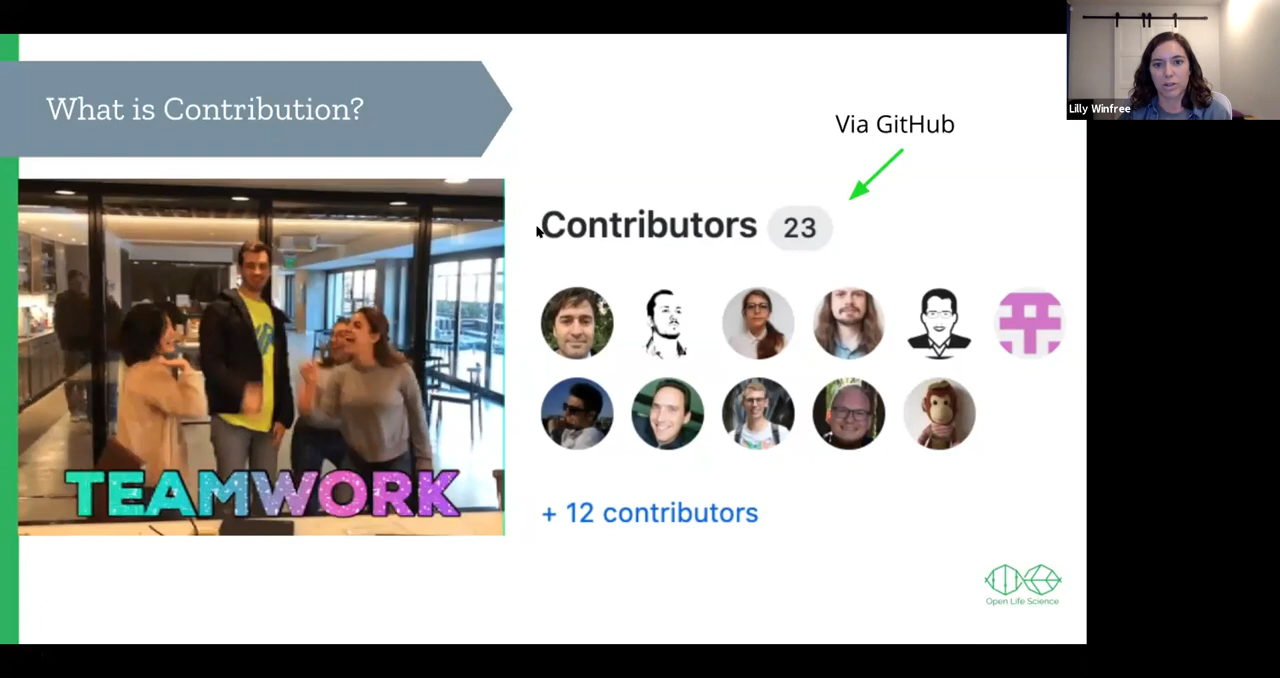 What is Contribution?
Via GitHub
Lilly Winfree
Contributors 23
TEAMWORK
+ 12 contributors
Open Life Science